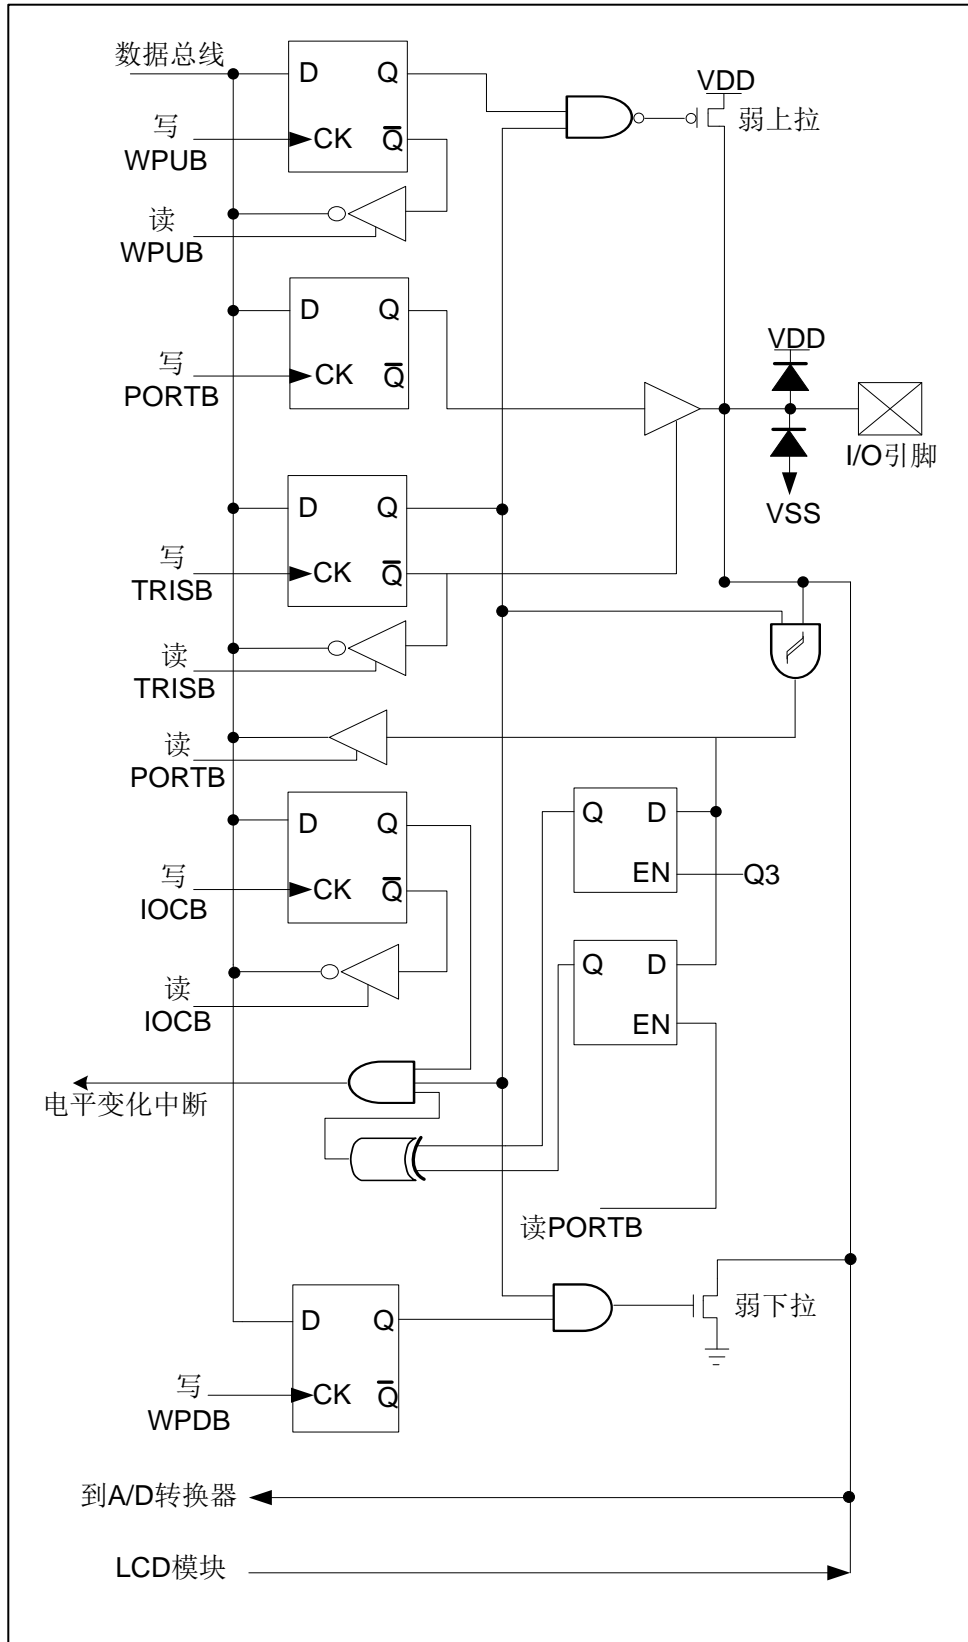 数据总线
D Q
VDD
弱上拉
写
WPUB
CK Q̅
读
WPUB
D Q
VDD
写
PORTB
CK Q̅
I/O引脚
VSS
D Q
写
TRISB
CK Q̅
读
TRISB
读
PORTB
D Q
Q D
写
IOCB
CK Q̅
EN
Q3
Q D
读
IOCB
EN
电平变化中断
读PORTB
D Q
弱下拉
写
WPDB
CK Q̅
到A/D转换器
LCD模块